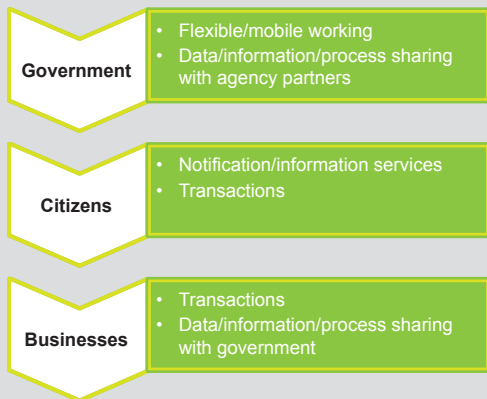 Government
• Flexible/mobile working
• Data/information/process sharing
with agency partners
Citizens
• Notification/information services
• Transactions
Businesses
• Transactions
• Data/information/process sharing
with government